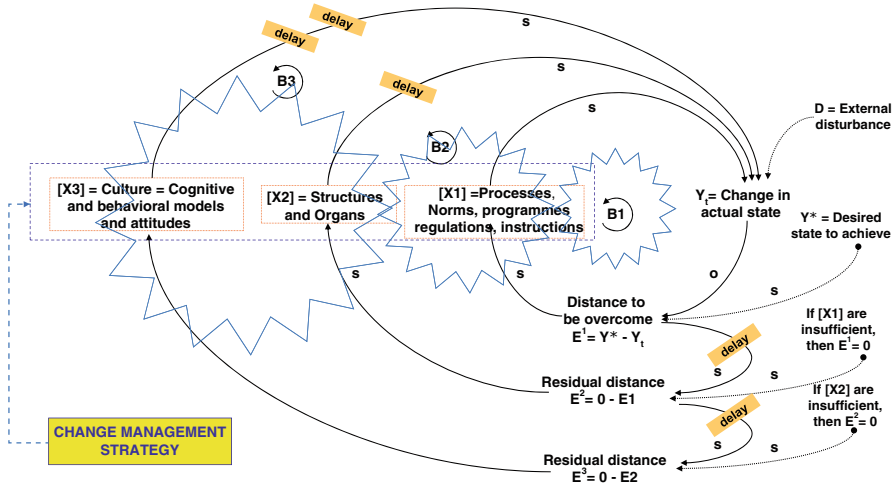 delay
delay
s
s
delay
B3
s
D = External
disturbance
B2
[X3] = Culture = Cognitive
and behavioral models
and attitudes
[X2] = Structures
and Organs
[X1] =Processes,
Norms, programmes
regulations, instructions
B1
Yt= Change in
actual state
Y* = Desired
state to achieve
s
s
o
s
Distance to
be overcome
E1= Y* - Yt
If [X1] are
insufficient,
then E1= 0
delay
s
s
Residual distance
E2= 0 - E1
If [X2] are
insufficient,
then E2= 0
delay
s
s
Residual distance
E3= 0 - E2
CHANGE MANAGEMENT
STRATEGY